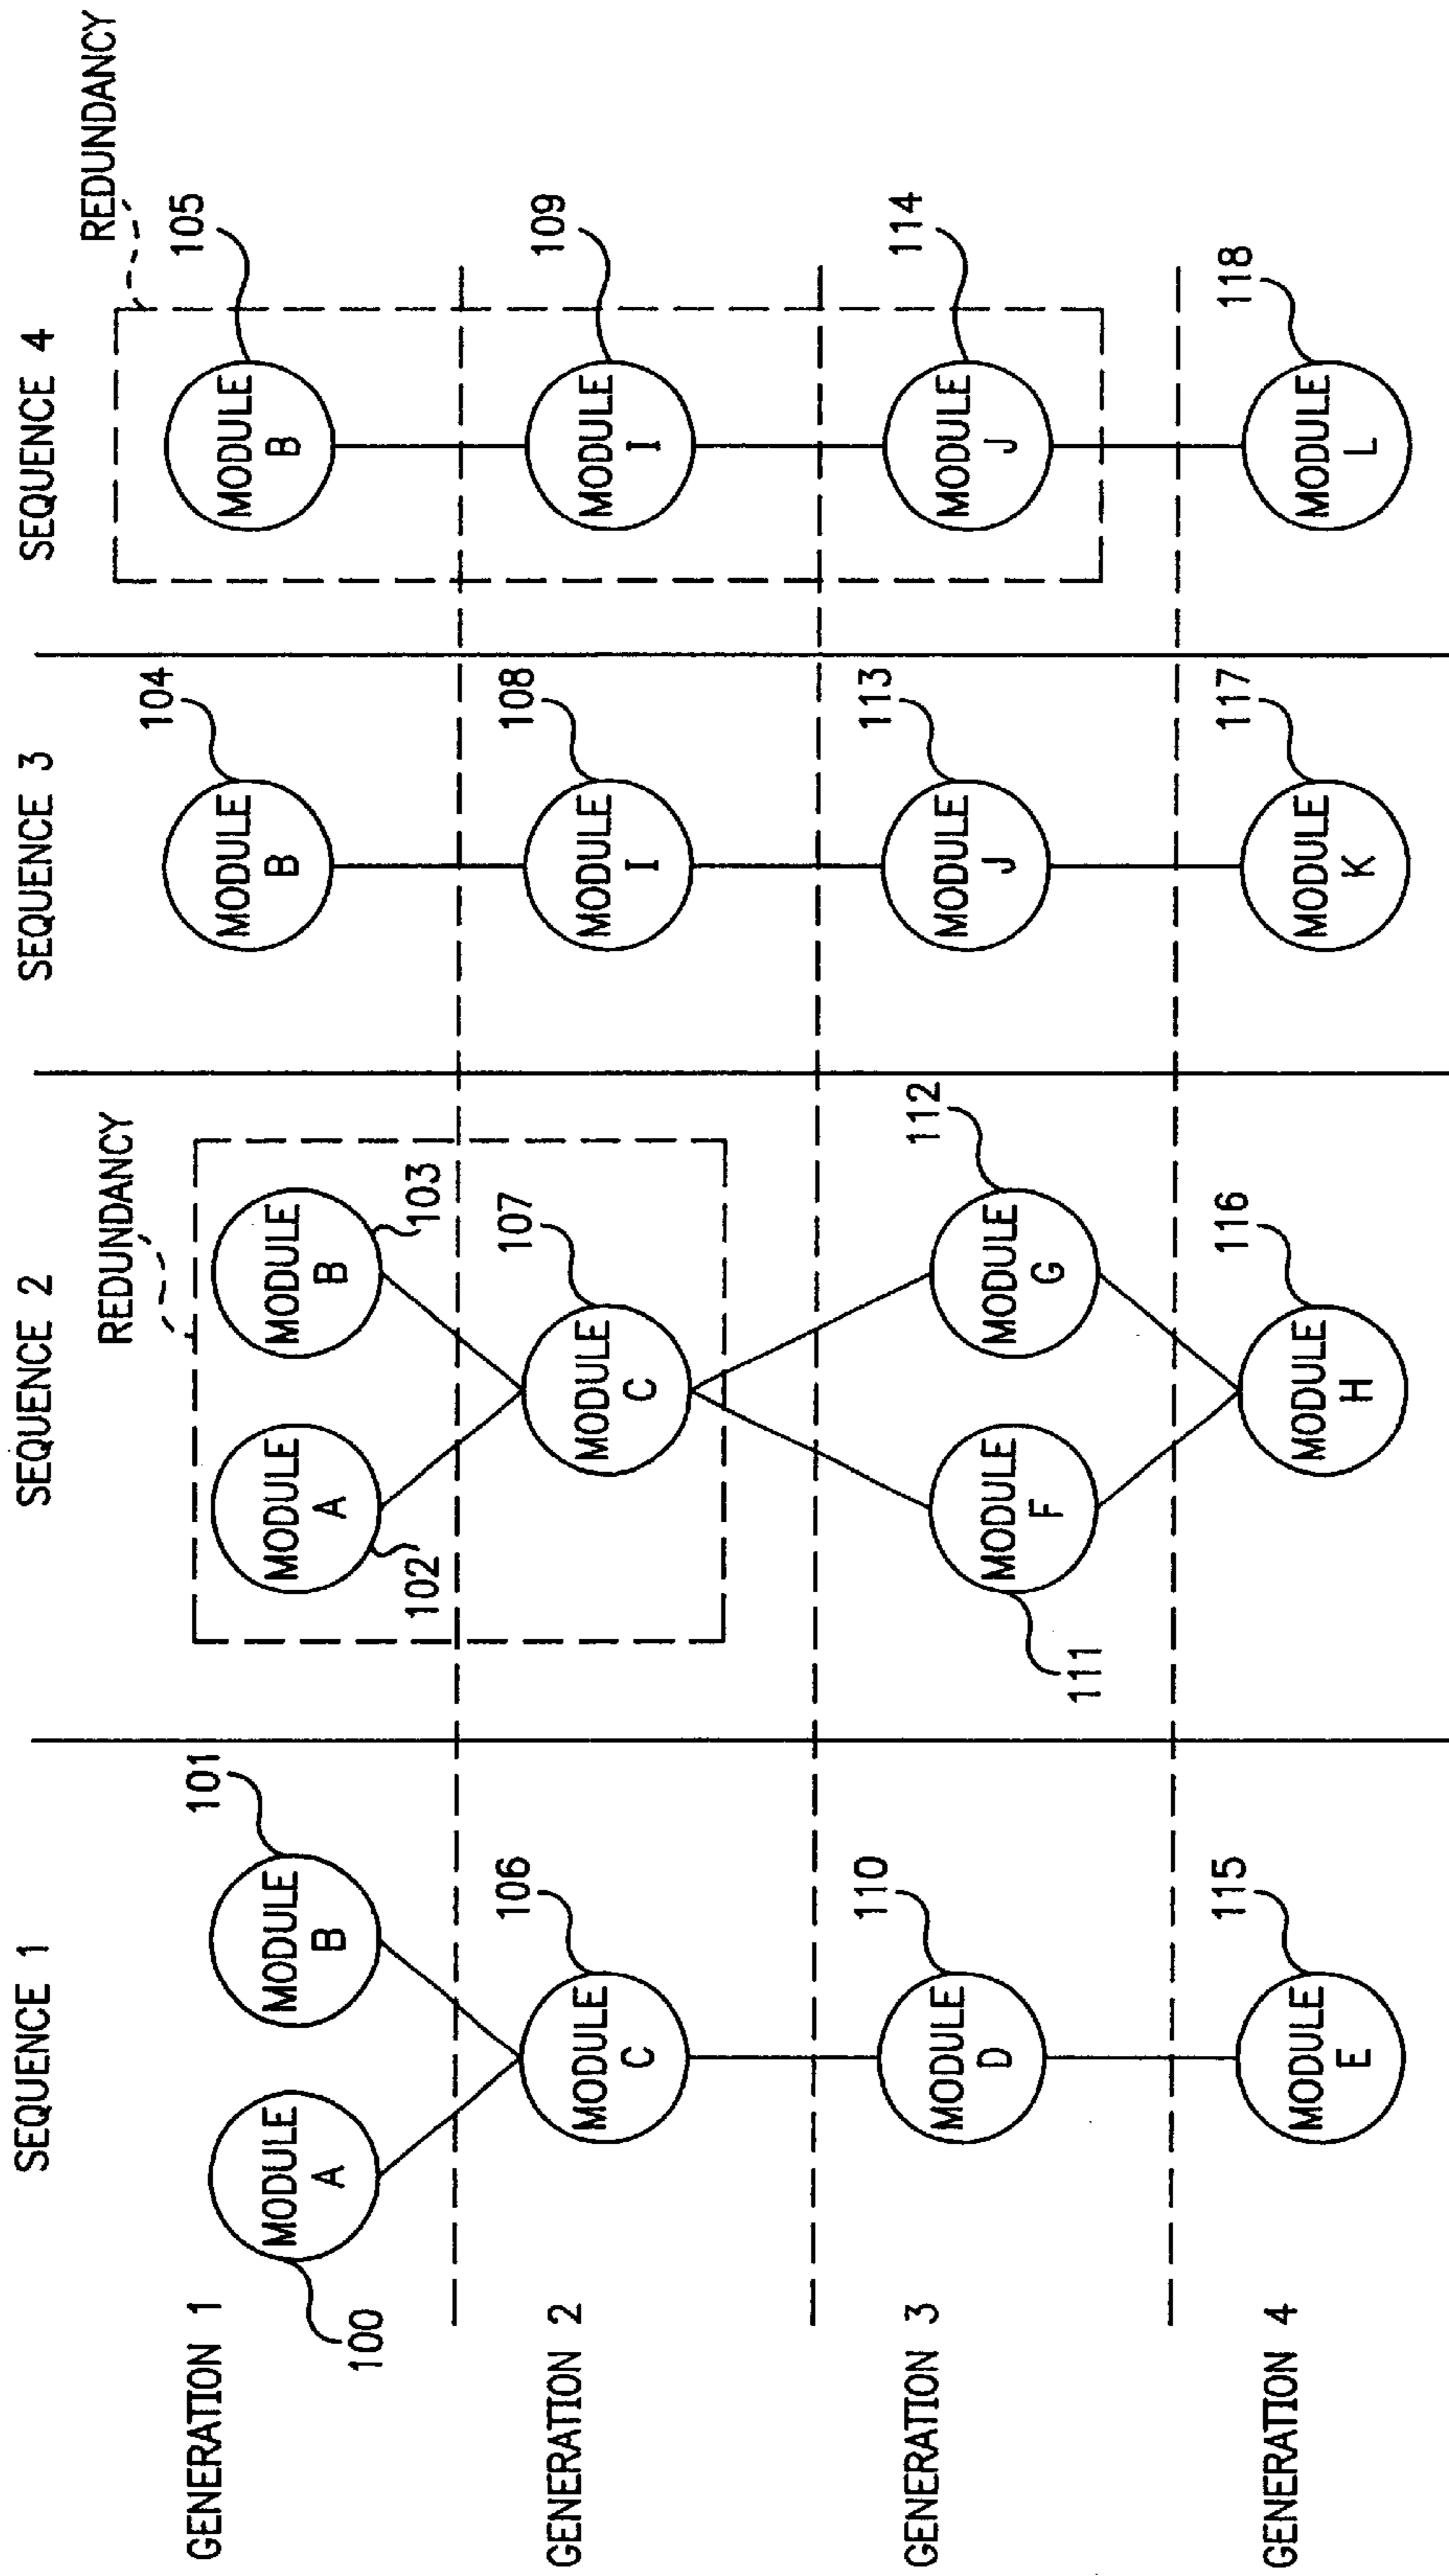 SEQUENCE 1
SEQUENCE 2
SEQUENCE 3
SEQUENCE 4
REDUNDANCY
REDUNDANCY
GENERATION 1
100
MODULE
A
MODULE
B
101
102
MODULE
A
MODULE
B
103
MODULE
B
104
MODULE
B
105
GENERATION 2
MODULE
C
106
MODULE
C
107
MODULE
I
108
MODULE
I
109
GENERATION 3
MODULE
D
110
111
MODULE
F
MODULE
G
112
MODULE
J
113
MODULE
J
114
GENERATION 4
MODULE
E
115
MODULE
H
116
MODULE
K
117
MODULE
L
118